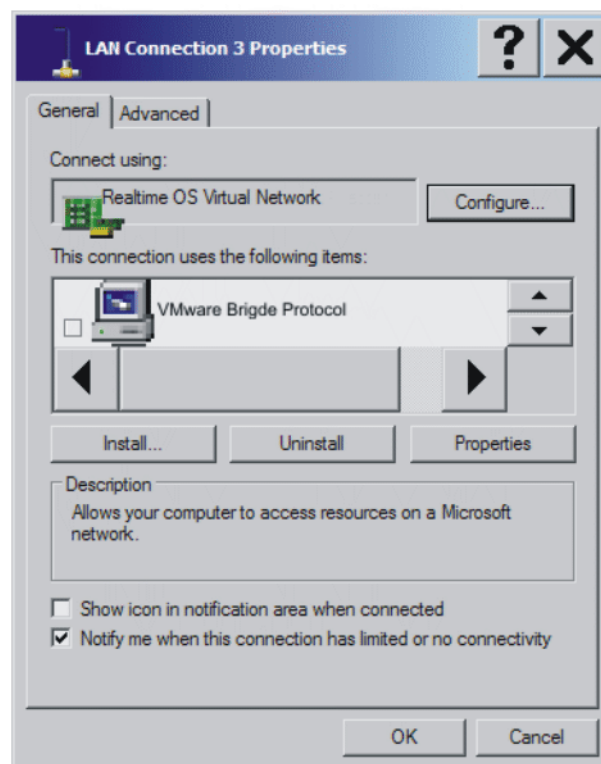 LAN Connection 3 Properties
General
Advanced
Connect using:
Realtime OS Virtual Network
Configure...
This connection uses the following items:
VMware Brigde Protocol
Install...
Uninstall
Properties
Description
Allows your computer to access resources on a Microsoft
network.
Show icon in notification area when connected
Notify me when this connection has limited or no connectivity
OK
Cancel